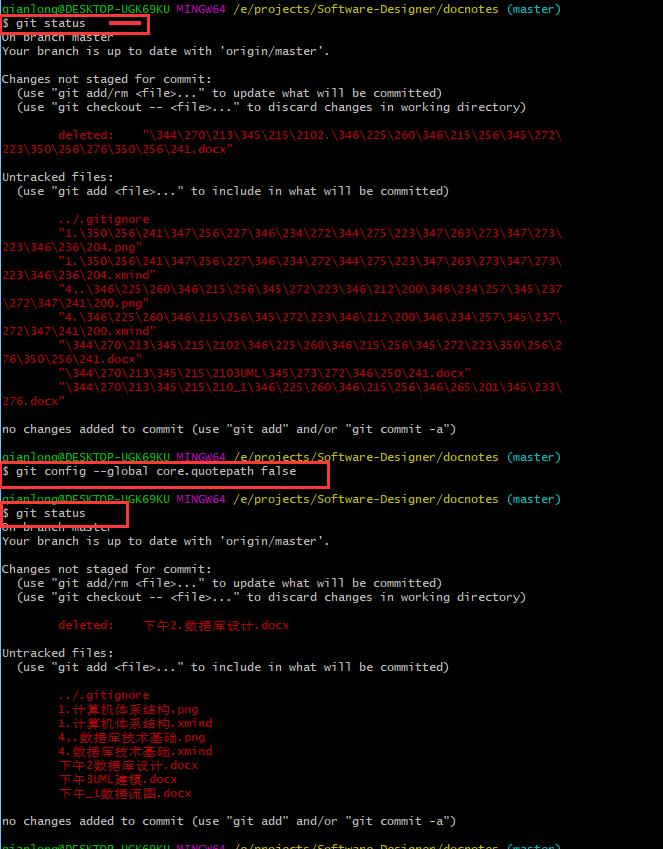 qianlong@DESKTOP-UGK69KU MINGW64 /e/projects/Software-Designer/docnotes (master)
$ git status
On branch master
Your branch is up to date with 'origin/master'.
Changes not staged for commit:
(use "git add/rm <file>..." to update what will be committed)
(use "git checkout -- <file>..." to discard changes in working directory)
deleted: "\344\270\213\345\215\2102.\346\225\260\346\215\256\345\272\
223\350\256\276\350\256\241.docx"
Untracked files:
(use "git add <file>..." to include in what will be committed)
../.gitignore
"1.\350\256\241\347\256\227\346\234\272\344\275\223\347\263\273\347\273\
223\346\236\204.png"
"1.\350\256\241\347\256\227\346\234\272\344\275\223\347\263\273\347\273\
223\346\236\204.xmind"
"4,.\346\225\260\346\215\256\345\272\223\346\212\200\346\234\257\345\237
\272\347\241\200.png"
"4.\346\225\260\346\215\256\345\272\223\346\212\200\346\234\257\345\237\
272\347\241\200.xmind"
"\344\270\213\345\215\2102\346\225\260\346\215\256\345\272\223\350\256\2
76\350\256\241.docx"
"\344\270\213\345\215\2103UML\345\273\272\346\250\241.docx"
"\344\270\213\345\215\210_1\346\225\260\346\215\256\346\265\201\345\233\
276.docx"
no changes added to commit (use "git add" and/or "git commit -a")
qianlong@DESKTOP-UGK69KU MINGW64 /e/projects/Software-Designer/docnotes (master)
$ git config --global core.quotepath false
qianlong@DESKTOP-UGK69KU MINGW64 /e/projects/Software-Designer/docnotes (master)
$ git status
On branch master
Your branch is up to date with 'origin/master'.
Changes not staged for commit:
(use "git add/rm <file>..." to update what will be committed)
(use "git checkout -- <file>..." to discard changes in working directory)
deleted: 下午2.数据库设计.docx
Untracked files:
(use "git add <file>..." to include in what will be committed)
../.gitignore
1.计算机体系结构.png
1.计算机体系结构.xmind
4,.数据库技术基础.png
4.数据库技术基础.xmind
下午2数据库设计.docx
下午3UML建模.docx
下午_1数据流图.docx
no changes added to commit (use "git add" and/or "git commit -a")
qianlong@DESKTOP-UGK69KU MINGW64 /e/projects/Software-Designer/docnotes (master)